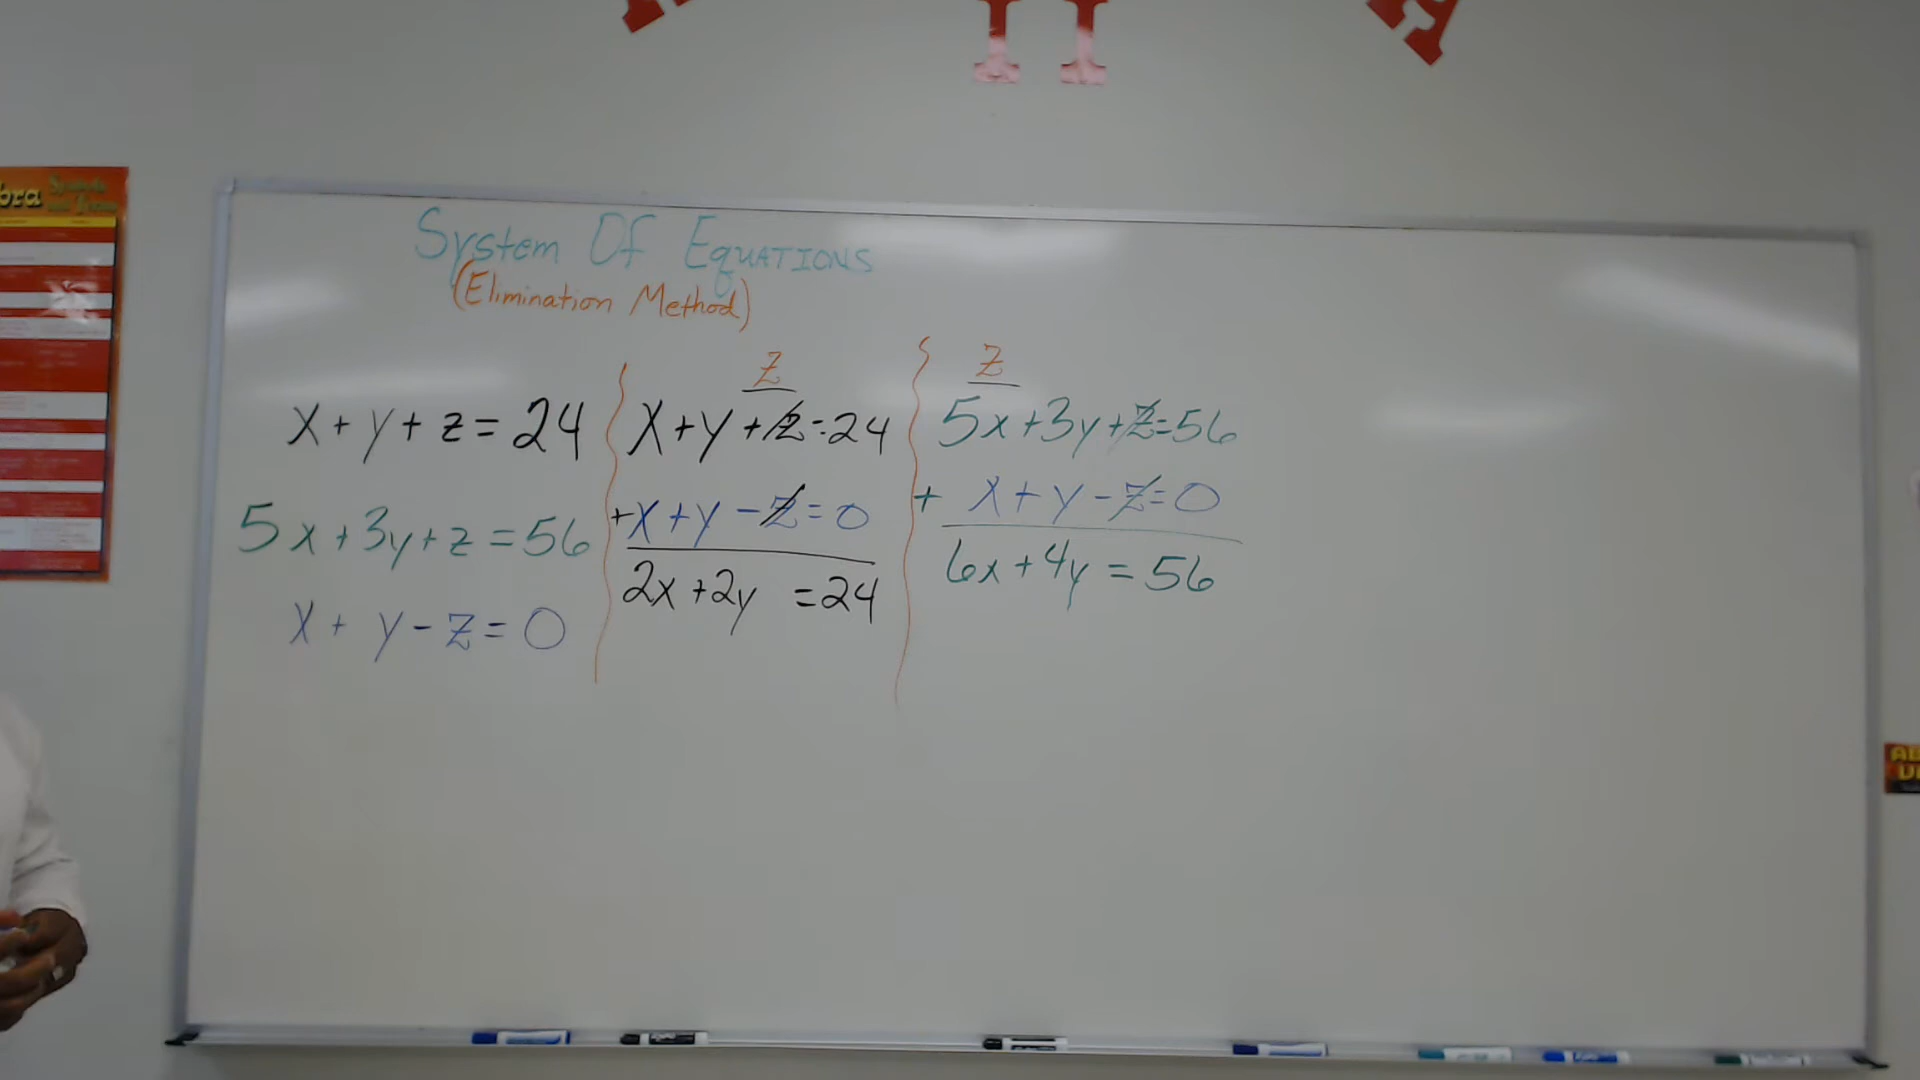 System Of EQUATIONS
(Elimination Method)
x + y + z = 24
5x + 3y + z = 56
x + y - z = 0
z
x + y + z = 24
+ x + y - z = 0
2x + 2y = 24
z
5x + 3y + z = 56
+ x + y - z = 0
6x + 4y = 56
bra